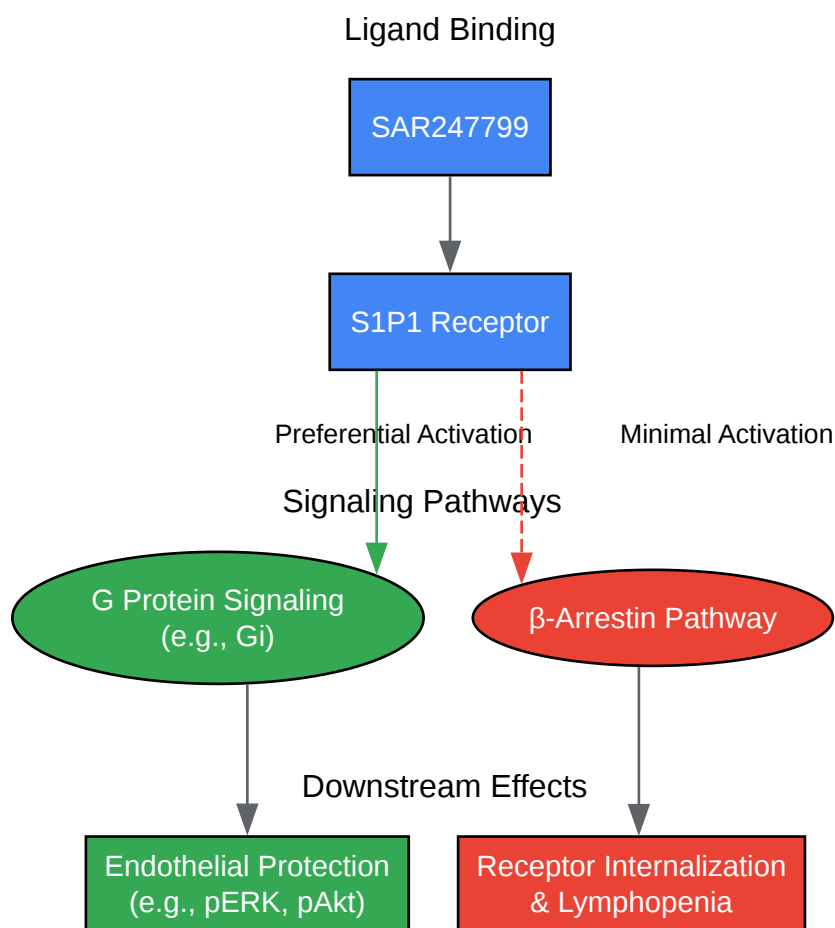 Ligand Binding
SAR247799
S1P1 Receptor
Preferential Activation
Minimal Activation
Signaling Pathways
G Protein Signaling
(e.g., Gi)
β-Arrestin Pathway
Downstream Effects
Endothelial Protection
(e.g., pERK, pAkt)
Receptor Internalization
& Lymphopenia